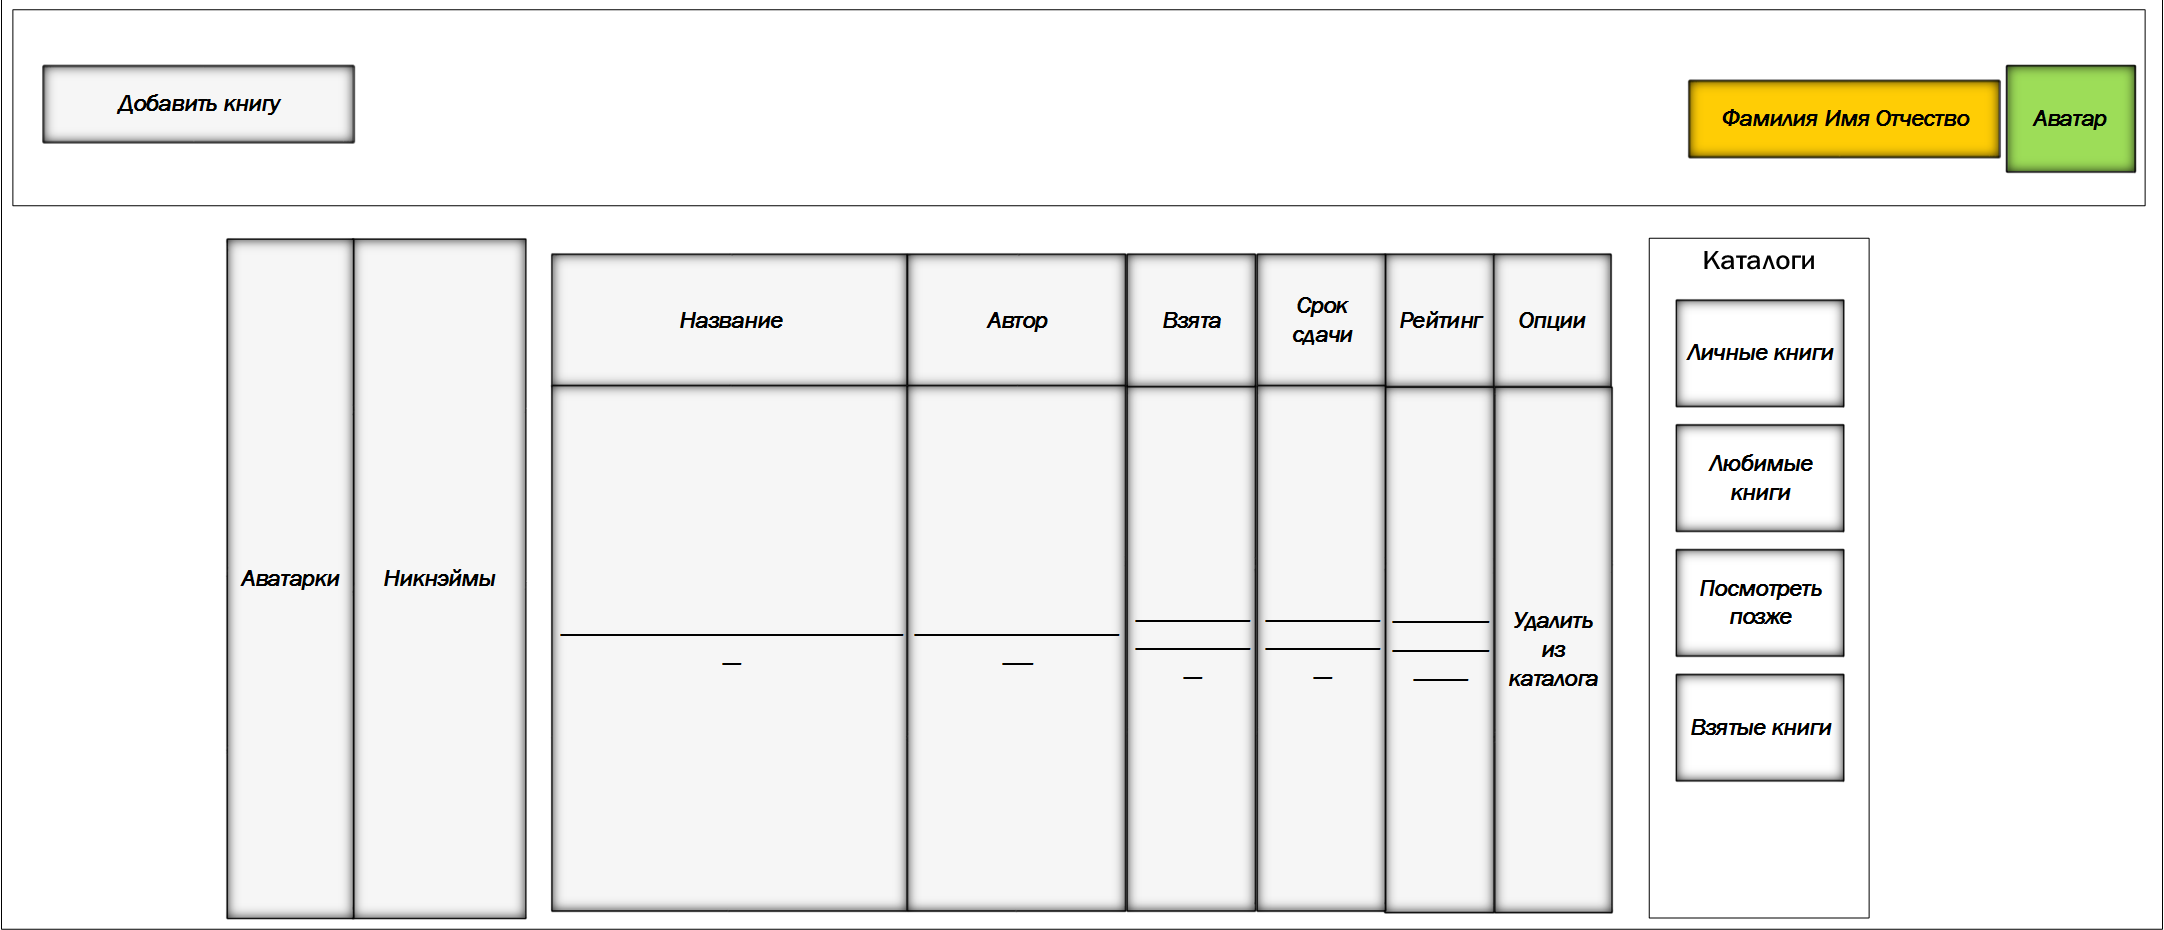 Добавить книгу
Фамилия Имя Отчество
Аватар
Аватарки
Никнэймы
Название
Автор
Взята
Срок
сдачи
Рейтинг
Опции
Удалить
из
каталога
Каталоги
Личные книги
Любимые
книги
Посмотреть
позже
Взятые книги